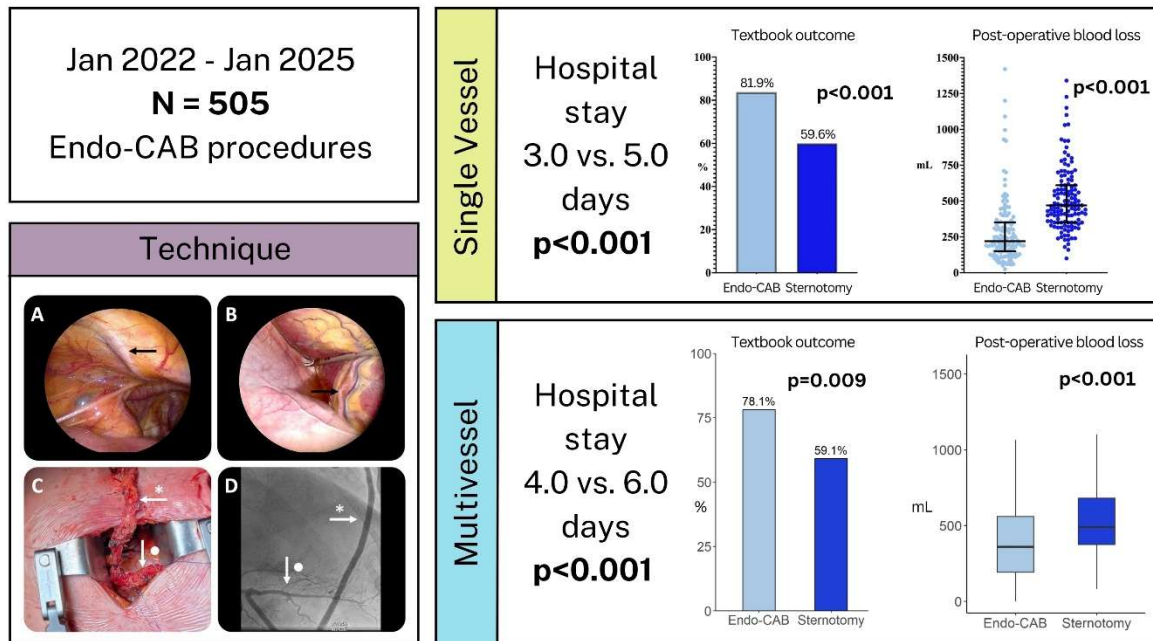 Jan 2022 - Jan 2025
N = 505
Endo-CAB procedures
Technique
A
B
C
*
D
*
Single Vessel
Hospital
stay
3.0 vs. 5.0
days
p<0.001
Textbook outcome
p<0.001
100
80
60
%
40
20
0
81.9%
59.6%
Endo-CAB Sternotomy
Post-operative blood loss
p<0.001
1500
1250
1000
mL
750
500
250
0
Endo-CAB Sternotomy
Multivessel
Hospital
stay
4.0 vs. 6.0
days
p<0.001
Textbook outcome
p=0.009
100
75
50
%
25
0
78.1%
59.1%
Endo-CAB Sternotomy
Post-operative blood loss
p<0.001
1500
1000
mL
500
0
Endo-CAB Sternotomy